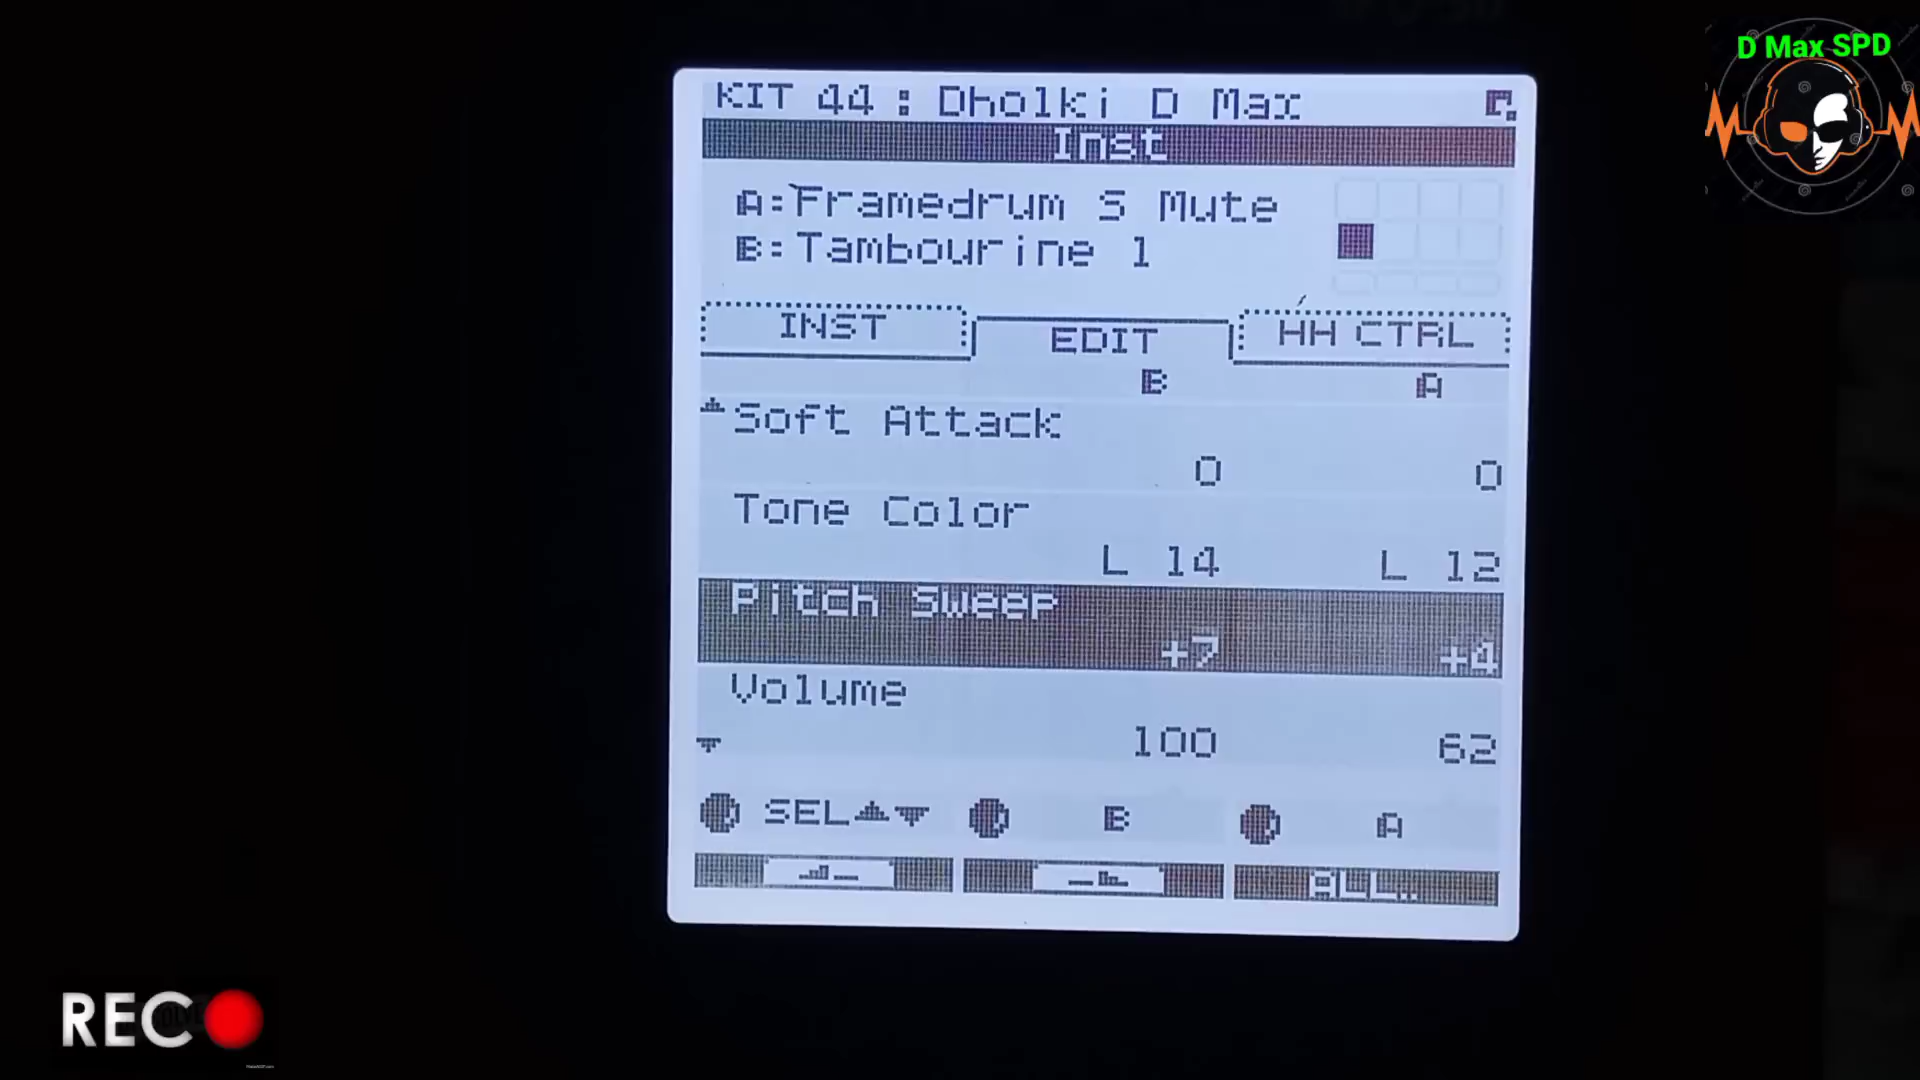 D Max SPD
KIT 44 : Dholki D Max
Inst
A:Framedrum S Mute
B:Tambourine 1
INST
EDIT
HH CTRL
B A
Soft Attack
0 0
Tone Color
L 14 L 12
Pitch Sweep
+7 +4
Volume
100 62
SEL B A
ALL..
REC